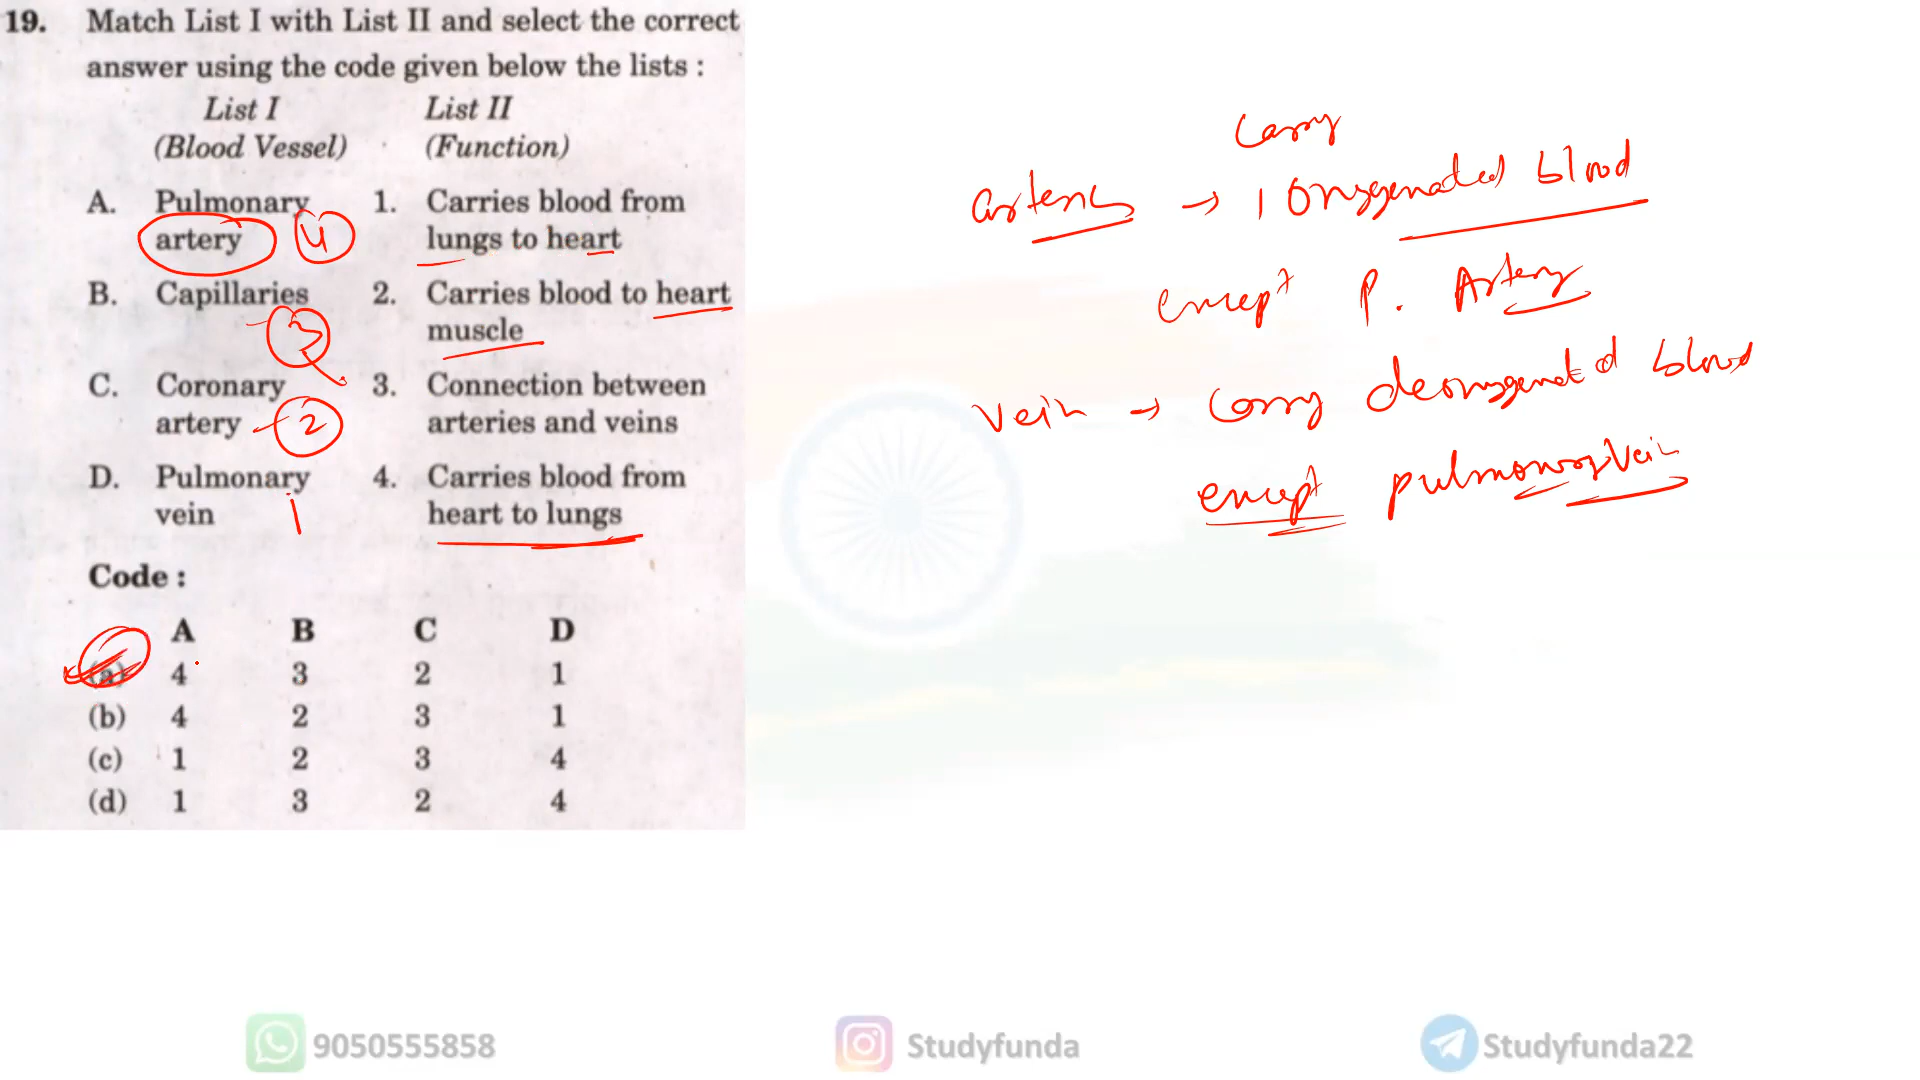 19. Match List I with List II and select the correct
answer using the code given below the lists :
List I List II
(Blood Vessel) (Function)
A. Pulmonary 1. Carries blood from
artery 4 lungs to heart
B. Capillaries 2. Carries blood to heart
3 muscle
C. Coronary 3. Connection between
artery 2 arteries and veins
D. Pulmonary 4. Carries blood from
vein 1 heart to lungs
Code :
A B C D
(a) 4 3 2 1
(b) 4 2 3 1
(c) 1 2 3 4
(d) 1 3 2 4
carry
arteries → oxygenated blood
except P. Artery
vein → carry deoxygenated blood
except pulmonary vein
9050555858
Studyfunda
Studyfunda22